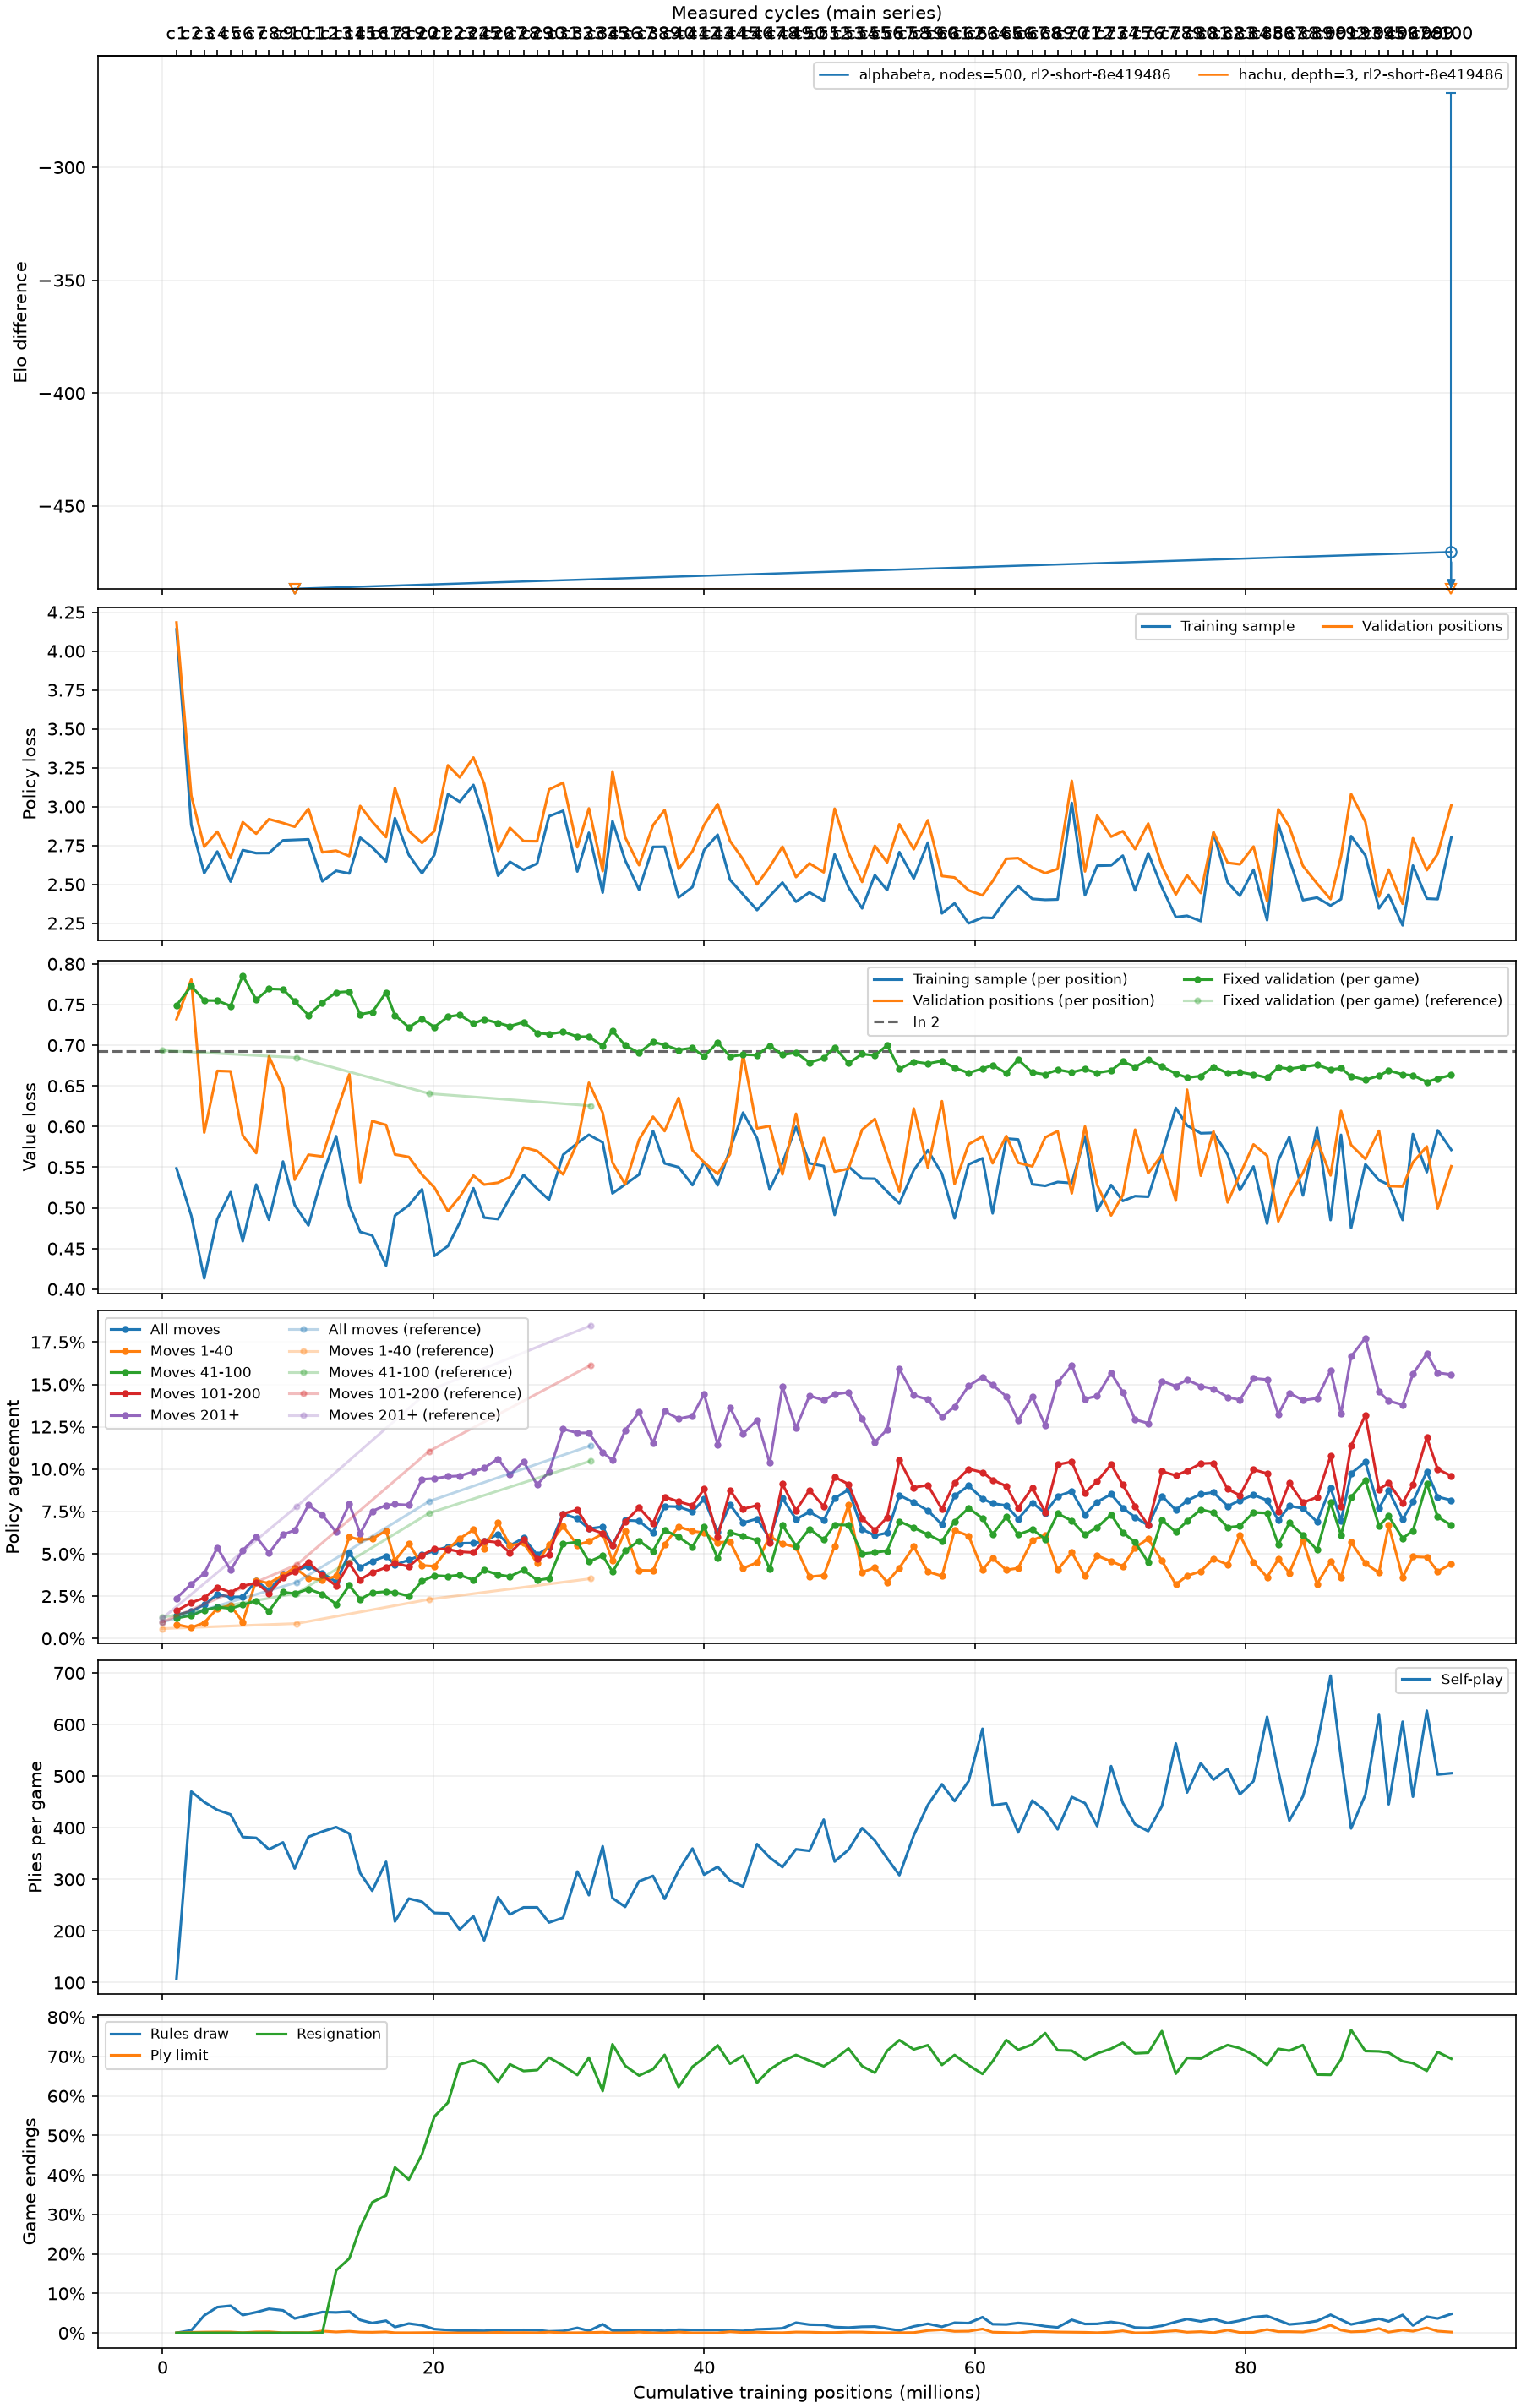 Measured cycles (main series)
alphabeta, nodes=500, rl2-short-8e419486
hachu, depth=3, rl2-short-8e419486
Elo difference
−300
−350
−400
−450
Policy loss
Training sample
Validation positions
4.25
4.00
3.75
3.50
3.25
3.00
2.75
2.50
2.25
Value loss
Training sample (per position)
Validation positions (per position)
ln 2
Fixed validation (per game)
Fixed validation (per game) (reference)
0.80
0.75
0.70
0.65
0.60
0.55
0.50
0.45
0.40
Policy agreement
All moves
Moves 1-40
Moves 41-100
Moves 101-200
Moves 201+
All moves (reference)
Moves 1-40 (reference)
Moves 41-100 (reference)
Moves 101-200 (reference)
Moves 201+ (reference)
17.5%
15.0%
12.5%
10.0%
7.5%
5.0%
2.5%
0.0%
Plies per game
Self-play
700
600
500
400
300
200
100
Game endings
Rules draw
Ply limit
Resignation
80%
70%
60%
50%
40%
30%
20%
10%
0%
0
20
40
60
80
Cumulative training positions (millions)